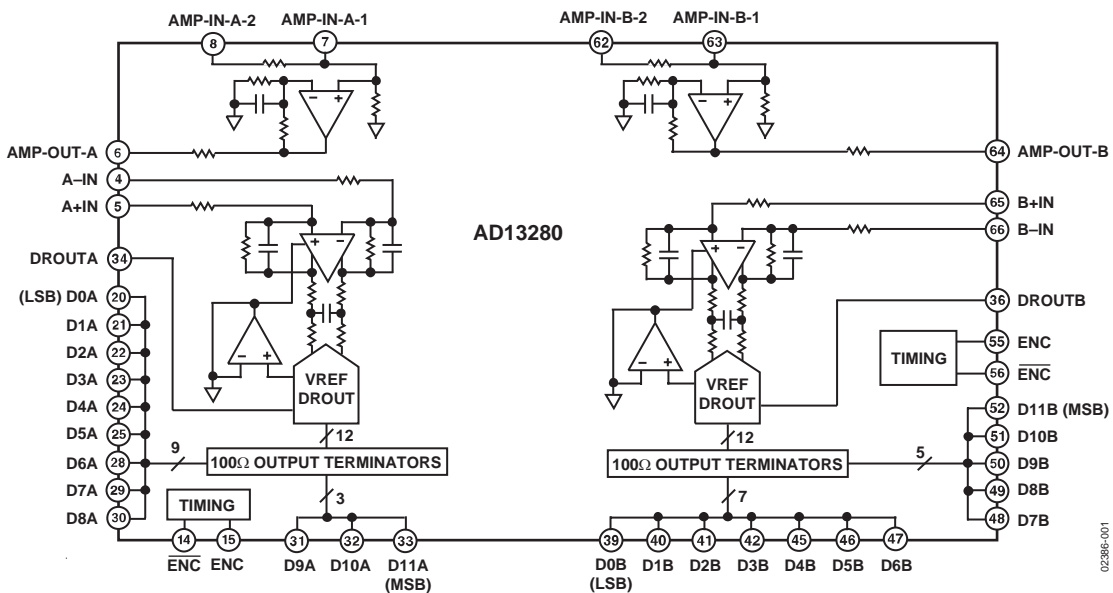 AMP-IN-A-2
AMP-IN-A-1
AMP-IN-B-2
AMP-IN-B-1
8
7
62
63
AMP-OUT-A 6
64 AMP-OUT-B
A–IN 4
A+IN 5
65 B+IN
66 B–IN
AD13280
DROUTA 34
(LSB) D0A 20
D1A 21
D2A 22
D3A 23
D4A 24
D5A 25
D6A 28
D7A 29
D8A 30
– +
– +
+ –
+ –
– +
– +
VREF
DROUT
VREF
DROUT
12
12
9
100Ω OUTPUT TERMINATORS
100Ω OUTPUT TERMINATORS
5
3
7
36 DROUTB
TIMING
55 ENC
56 ENC
52 D11B (MSB)
51 D10B
50 D9B
49 D8B
48 D7B
TIMING
14
15
31
32
33
39
40
41
42
45
46
47
ENC
ENC
D9A
D10A
D11A
(MSB)
D0B
(LSB)
D1B
D2B
D3B
D4B
D5B
D6B
02386-001